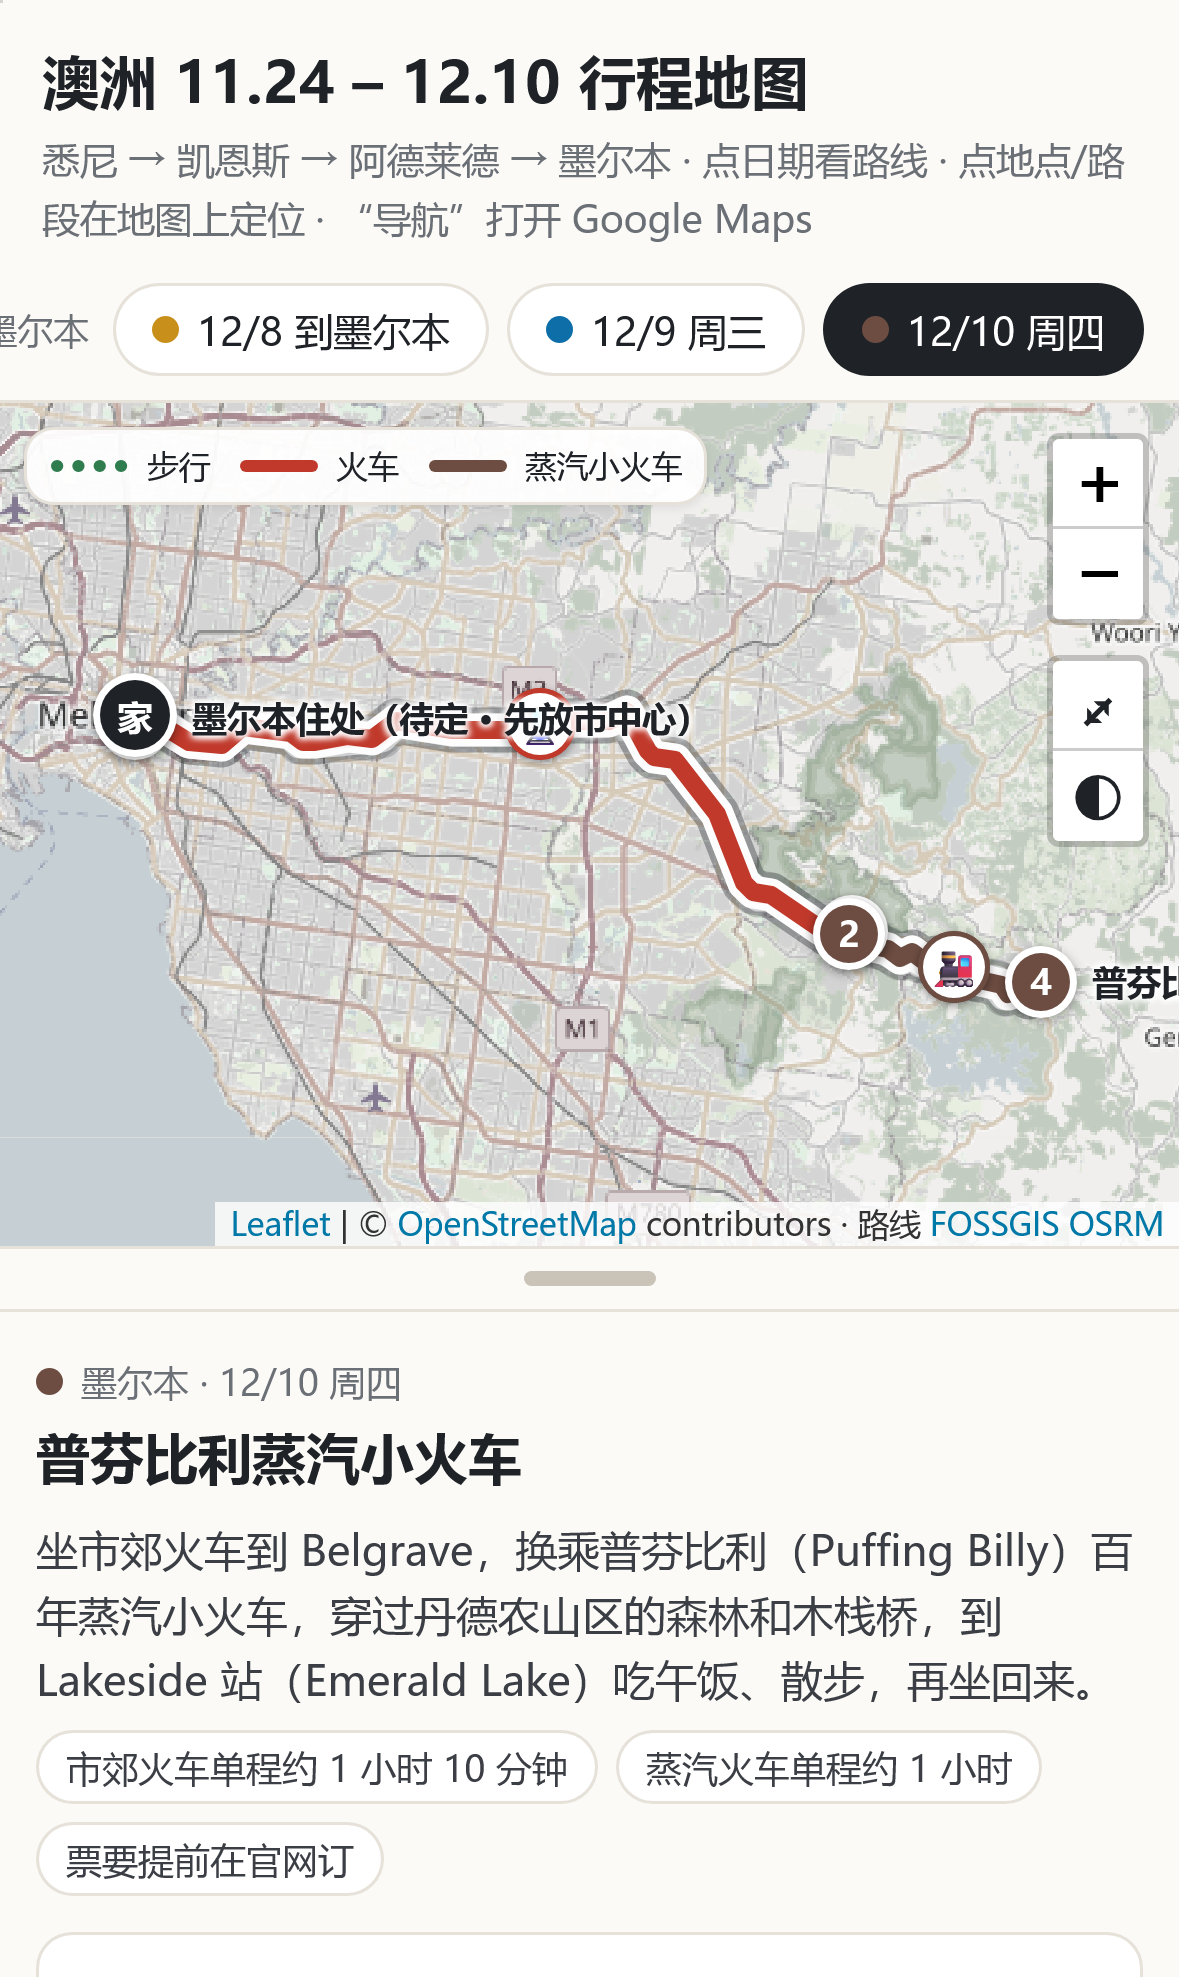 澳洲 11.24 – 12.10 行程地图
悉尼 → 凯恩斯 → 阿德莱德 → 墨尔本 · 点日期看路线 · 点地点/路
段在地图上定位 · “导航”打开 Google Maps
墨尔本
12/8 到墨尔本
12/9 周三
12/10 周四
步行
火车
蒸汽小火车
+
−
Woori Y
家
墨尔本住处（待定·先放市中心）
2
4
普芬比
M1
Leaflet | © OpenStreetMap contributors · 路线 FOSSGIS OSRM
墨尔本 · 12/10 周四
普芬比利蒸汽小火车
坐市郊火车到 Belgrave，换乘普芬比利（Puffing Billy）百
年蒸汽小火车，穿过丹德农山区的森林和木栈桥，到
Lakeside 站（Emerald Lake）吃午饭、散步，再坐回来。
市郊火车单程约 1 小时 10 分钟
蒸汽火车单程约 1 小时
票要提前在官网订